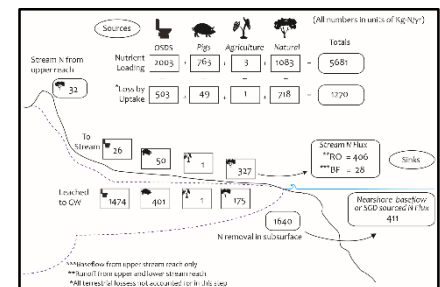 (All numbers in units of Kg-N/yr)
Sources
OSDS Pigs Agriculture Natural Totals
Nutrient Loading 2003 + 763 + 3 + 1083 = 5681
*Loss by Uptake 503 + 49 + 1 + 718 = 1270
Stream N from
upper reach
32
To
Stream
26
50
1
327
Stream N Flux
**RO = 406
***BF = 28
Sinks
Leached
to GW
1474
401
1
175
Nearshore baseflow
or SGD sourced N Flux
411
1640
N removal in subsurface
***Baseflow from upper stream reach only
**Runoff from upper and lower stream reach
*All terrestrial lossess not accounted for in this step